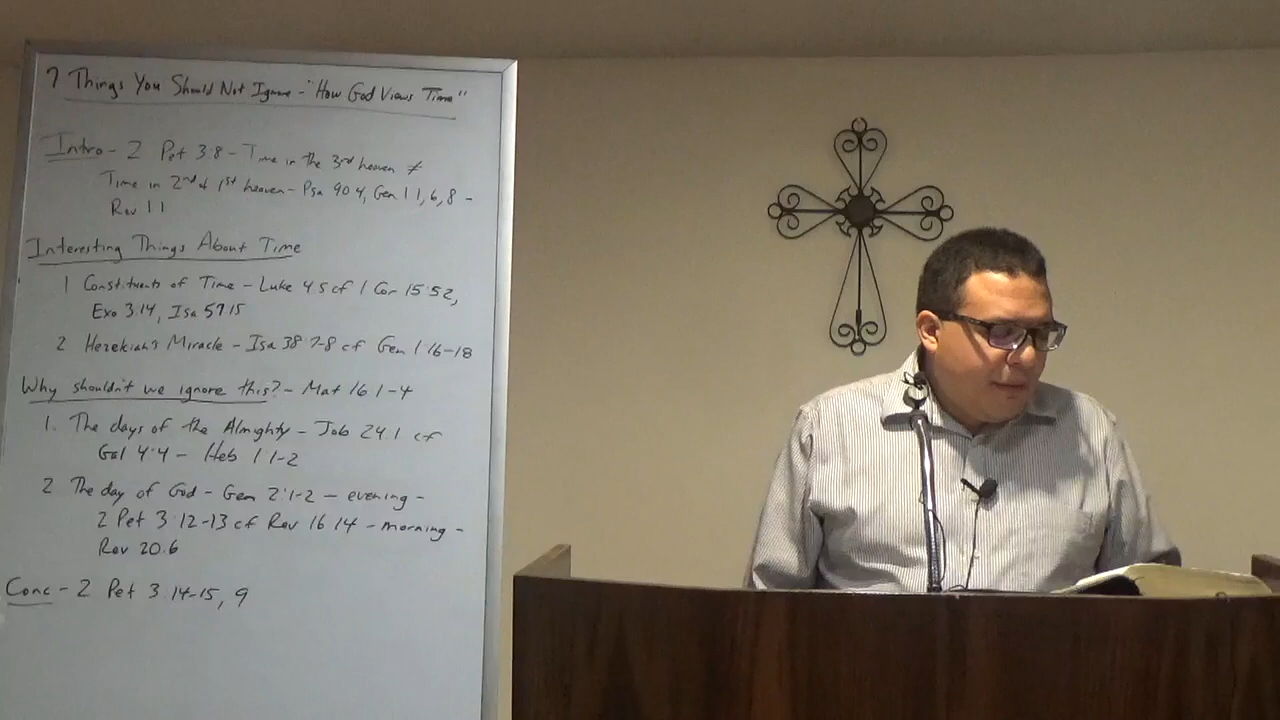 7 Things You Should Not Ignore - "How God Views Time"
Intro - 2 Pet 3:8 - Time in the 3rd heaven ≠
Time in 2nd or 1st heaven - Psa 90 4, Gen 1 1, 6, 8 -
Rev 1 1
Interesting Things About Time
1 Constituents of Time - Luke 4 5 cf 1 Cor 15:52,
Exo 3.14, Isa 57:15
2 Hezekiah's Miracle - Isa 38 7-8 cf Gen 1:16-18
Why shouldn't we ignore this? - Mat 16 1-4
1. The days of the Almighty - Job 24.1 cf
Gal 4:4 - Heb 1 1-2
2 The day of God - Gen 2:1-2 - evening -
2 Pet 3:12-13 cf Rev 16 14 - morning -
Rev 20.6
Conc - 2 Pet 3 14-15, 9